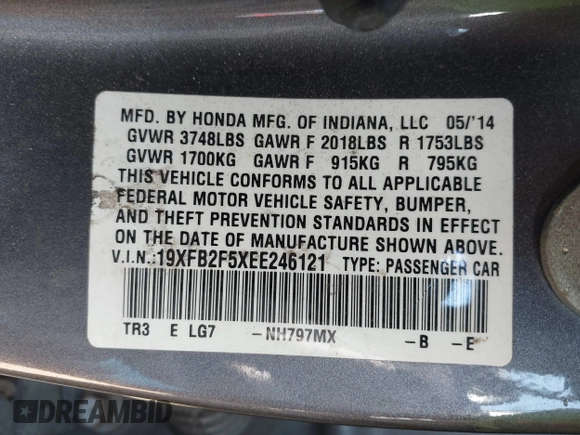 MFD. BY HONDA MFG. OF INDIANA, LLC 05/'14
GVWR 3748LBS GAWR F 2018LBS R 1753LBS
GVWR 1700KG GAWR F 915KG R 795KG
THIS VEHICLE CONFORMS TO ALL APPLICABLE
FEDERAL MOTOR VEHICLE SAFETY, BUMPER,
AND THEFT PREVENTION STANDARDS IN EFFECT
ON THE DATE OF MANUFACTURE SHOWN ABOVE.
V.I.N.:19XFB2F5XEE246121 TYPE: PASSENGER CAR
TR3 E LG7 –NH797MX –B –E
DREAMBID